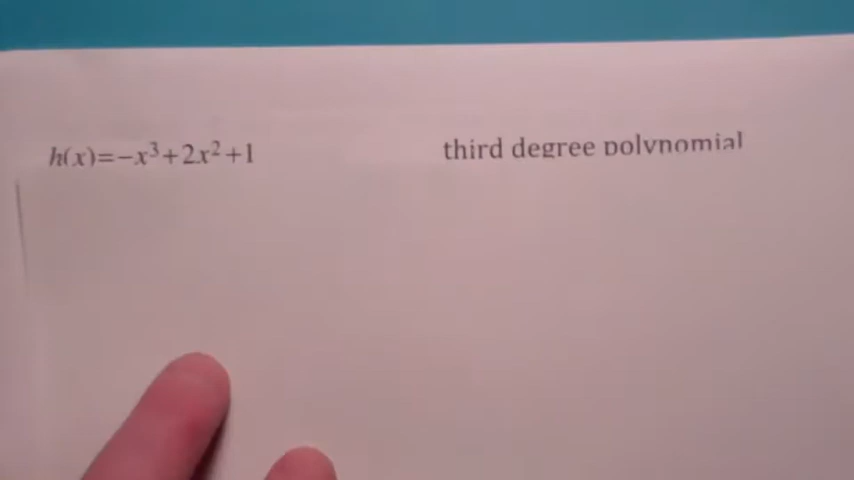 h(x)=−x³+2x²+1 third degree polynomial